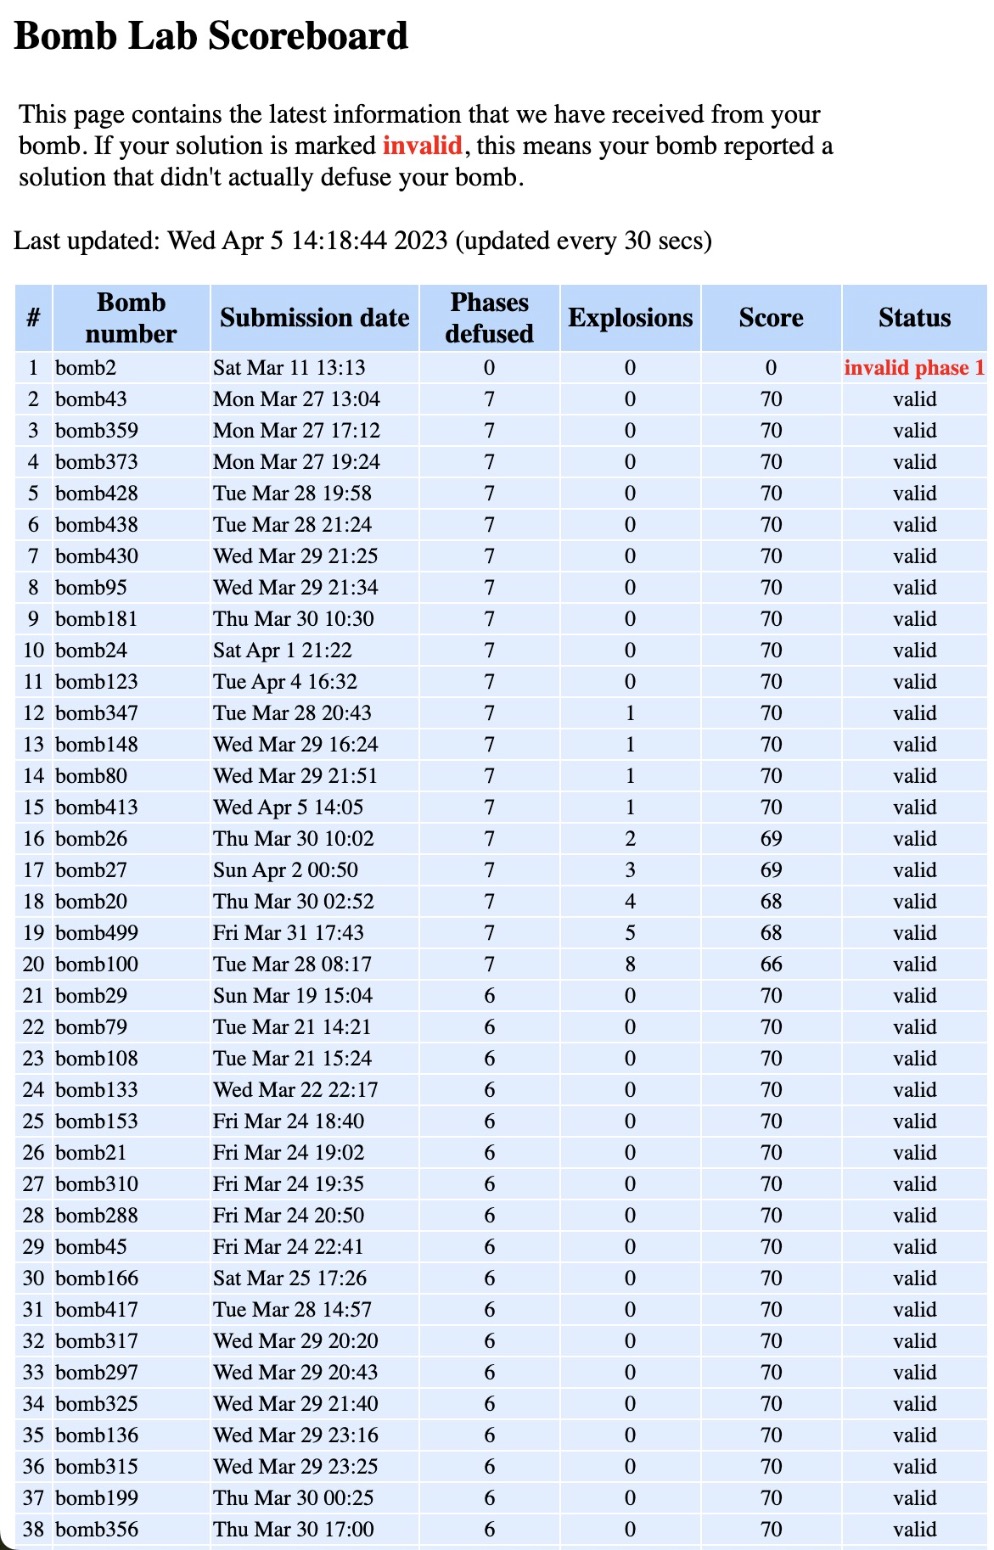 Bomb Lab Scoreboard
This page contains the latest information that we have received from your
bomb. If your solution is marked invalid, this means your bomb reported a
solution that didn't actually defuse your bomb.
Last updated: Wed Apr 5 14:18:44 2023 (updated every 30 secs)
# Bomb number Submission date Phases defused Explosions Score Status
1 bomb2 Sat Mar 11 13:13 0 0 0 invalid phase 1
2 bomb43 Mon Mar 27 13:04 7 0 70 valid
3 bomb359 Mon Mar 27 17:12 7 0 70 valid
4 bomb373 Mon Mar 27 19:24 7 0 70 valid
5 bomb428 Tue Mar 28 19:58 7 0 70 valid
6 bomb438 Tue Mar 28 21:24 7 0 70 valid
7 bomb430 Wed Mar 29 21:25 7 0 70 valid
8 bomb95 Wed Mar 29 21:34 7 0 70 valid
9 bomb181 Thu Mar 30 10:30 7 0 70 valid
10 bomb24 Sat Apr 1 21:22 7 0 70 valid
11 bomb123 Tue Apr 4 16:32 7 0 70 valid
12 bomb347 Tue Mar 28 20:43 7 1 70 valid
13 bomb148 Wed Mar 29 16:24 7 1 70 valid
14 bomb80 Wed Mar 29 21:51 7 1 70 valid
15 bomb413 Wed Apr 5 14:05 7 1 70 valid
16 bomb26 Thu Mar 30 10:02 7 2 69 valid
17 bomb27 Sun Apr 2 00:50 7 3 69 valid
18 bomb20 Thu Mar 30 02:52 7 4 68 valid
19 bomb499 Fri Mar 31 17:43 7 5 68 valid
20 bomb100 Tue Mar 28 08:17 7 8 66 valid
21 bomb29 Sun Mar 19 15:04 6 0 70 valid
22 bomb79 Tue Mar 21 14:21 6 0 70 valid
23 bomb108 Tue Mar 21 15:24 6 0 70 valid
24 bomb133 Wed Mar 22 22:17 6 0 70 valid
25 bomb153 Fri Mar 24 18:40 6 0 70 valid
26 bomb21 Fri Mar 24 19:02 6 0 70 valid
27 bomb310 Fri Mar 24 19:35 6 0 70 valid
28 bomb288 Fri Mar 24 20:50 6 0 70 valid
29 bomb45 Fri Mar 24 22:41 6 0 70 valid
30 bomb166 Sat Mar 25 17:26 6 0 70 valid
31 bomb417 Tue Mar 28 14:57 6 0 70 valid
32 bomb317 Wed Mar 29 20:20 6 0 70 valid
33 bomb297 Wed Mar 29 20:43 6 0 70 valid
34 bomb325 Wed Mar 29 21:40 6 0 70 valid
35 bomb136 Wed Mar 29 23:16 6 0 70 valid
36 bomb315 Wed Mar 29 23:25 6 0 70 valid
37 bomb199 Thu Mar 30 00:25 6 0 70 valid
38 bomb356 Thu Mar 30 17:00 6 0 70 valid